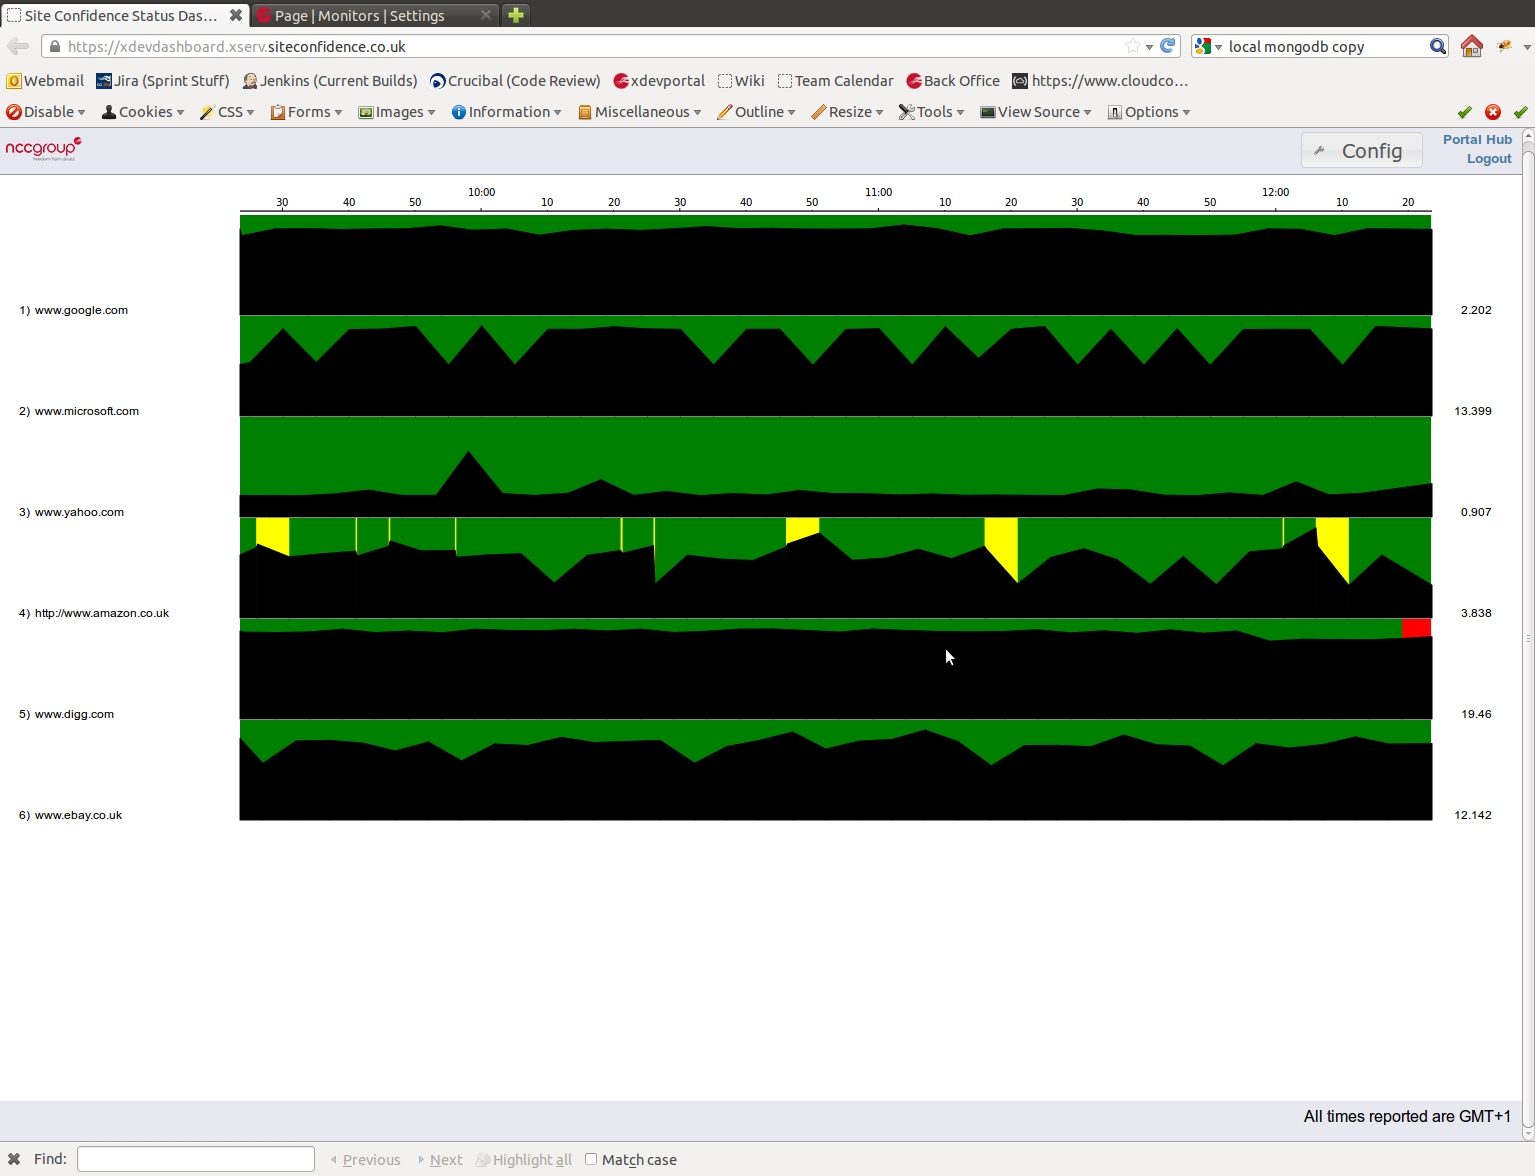 Site Confidence Status Das...
Page | Monitors | Settings
https://xdevdashboard.xserv.siteconfidence.co.uk
local mongodb copy
Webmail Jira (Sprint Stuff) Jenkins (Current Builds) Crucibal (Code Review) xdevportal Wiki Team Calendar Back Office https://www.cloudco...
Disable Cookies CSS Forms Images Information Miscellaneous Outline Resize Tools View Source Options
nccgroup
freedom from doubt
Config
Portal Hub
Logout
10:00 11:00 12:00
30 40 50 10 20 30 40 50 10 20 30 40 50 10 20
1) www.google.com 2.202
2) www.microsoft.com 13.399
3) www.yahoo.com 0.907
4) http://www.amazon.co.uk 3.838
5) www.digg.com 19.46
6) www.ebay.co.uk 12.142
All times reported are GMT+1
Find: Previous Next Highlight all Match case